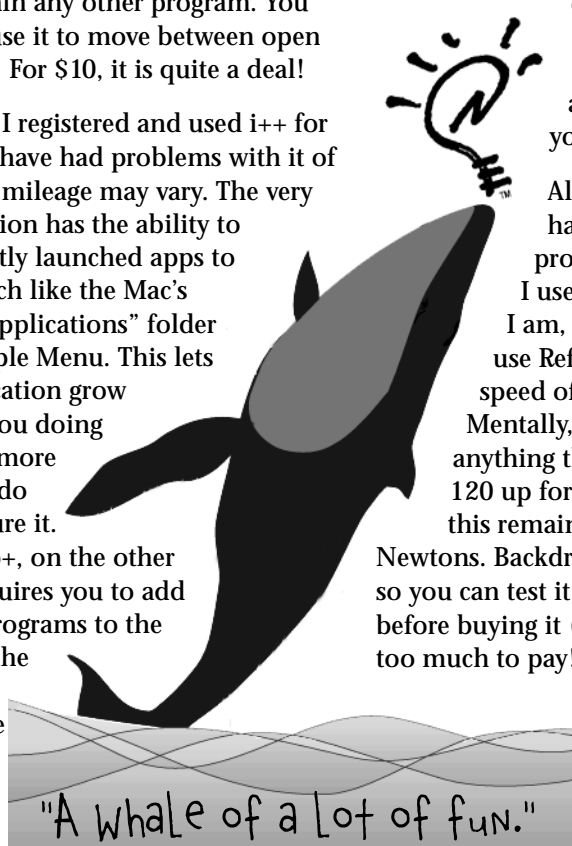 in any other program. You
use it to move between open
For $10, it is quite a deal!
I registered and used i++ for
have had problems with it of
mileage may vary. The very
ion has the ability to
tly launched apps to
ch like the Mac's
pplications” folder
ple Menu. This lets
cation grow
ou doing
more
do
ure it.
+, on the other
uires you to add
rograms to the
he
e
a
yo
Al
ha
pro
I use
I am,
use Ref
speed of
Mentally,
anything th
120 up for
this remain
Newtons. Backdr
so you can test it
before buying it
too much to pay!
TM
"A whale of a lot of fun."